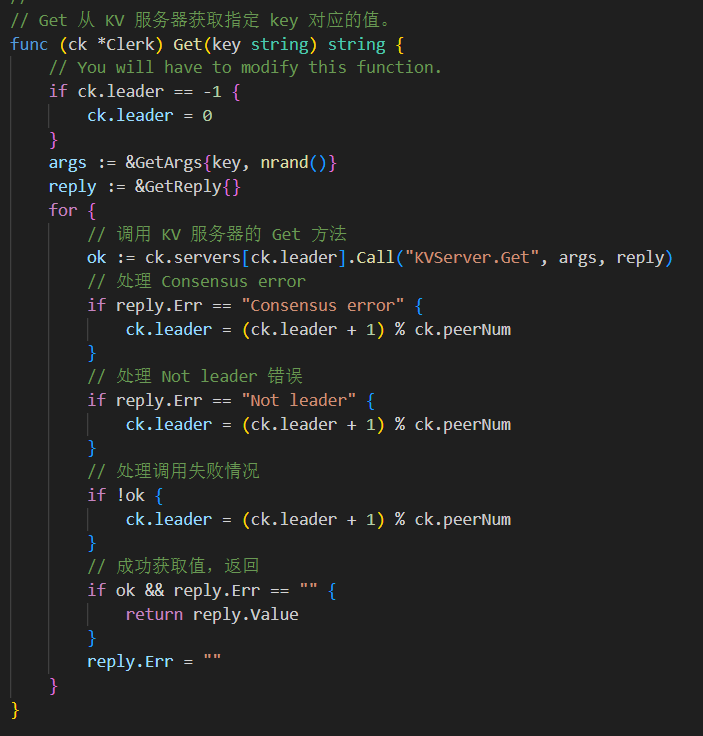 //
// Get 从 KV 服务器获取指定 key 对应的值。
func (ck *Clerk) Get(key string) string {
    // You will have to modify this function.
    if ck.leader == -1 {
        ck.leader = 0
    }
    args := &GetArgs{key, nrand()}
    reply := &GetReply{}
    for {
        // 调用 KV 服务器的 Get 方法
        ok := ck.servers[ck.leader].Call("KVServer.Get", args, reply)
        // 处理 Consensus error
        if reply.Err == "Consensus error" {
            ck.leader = (ck.leader + 1) % ck.peerNum
        }
        // 处理 Not leader 错误
        if reply.Err == "Not leader" {
            ck.leader = (ck.leader + 1) % ck.peerNum
        }
        // 处理调用失败情况
        if !ok {
            ck.leader = (ck.leader + 1) % ck.peerNum
        }
        // 成功获取值，返回
        if ok && reply.Err == "" {
            return reply.Value
        }
        reply.Err = ""
    }
}